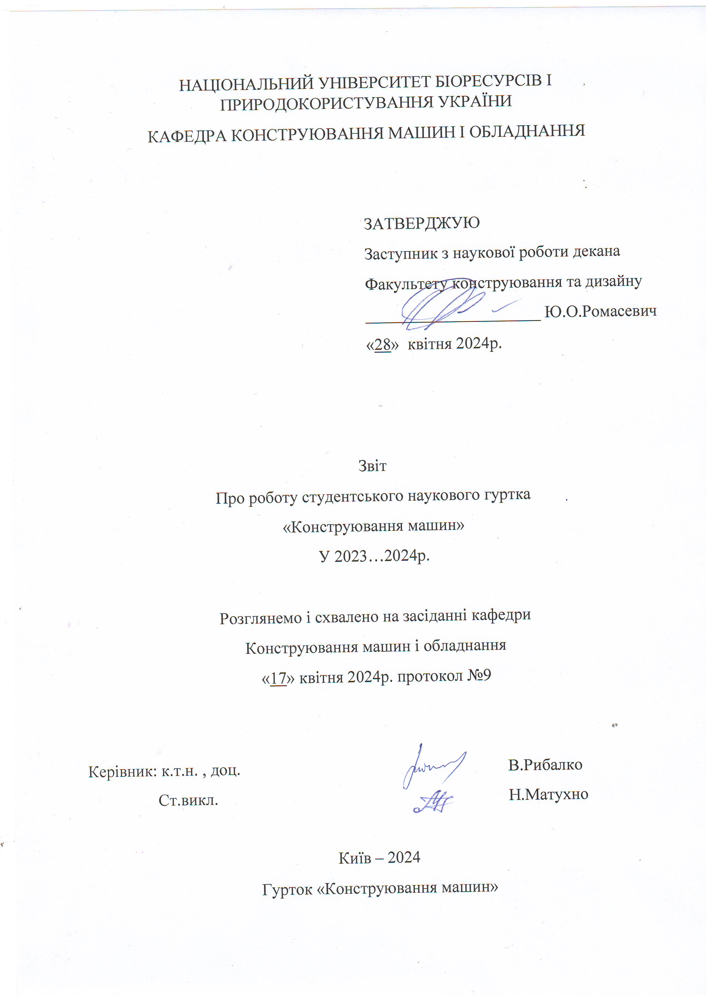 НАЦІОНАЛЬНИЙ УНІВЕРСИТЕТ БІОРЕСУРСІВ І
ПРИРОДОКОРИСТУВАННЯ УКРАЇНИ
КАФЕДРА КОНСТРУЮВАННЯ МАШИН І ОБЛАДНАННЯ
ЗАТВЕРДЖУЮ
Заступник з наукової роботи декана
Факультету конструювання та дизайну
Ю.О.Ромасевич
«28» квітня 2024р.
Звіт
Про роботу студентського наукового гуртка
«Конструювання машин»
У 2023…2024р.
Розглянемо і схвалено на засіданні кафедри
Конструювання машин і обладнання
«17» квітня 2024р. протокол №9
Керівник: к.т.н. , доц. В.Рибалко
Ст.викл. Н.Матухно
Київ – 2024
Гурток «Конструювання машин»